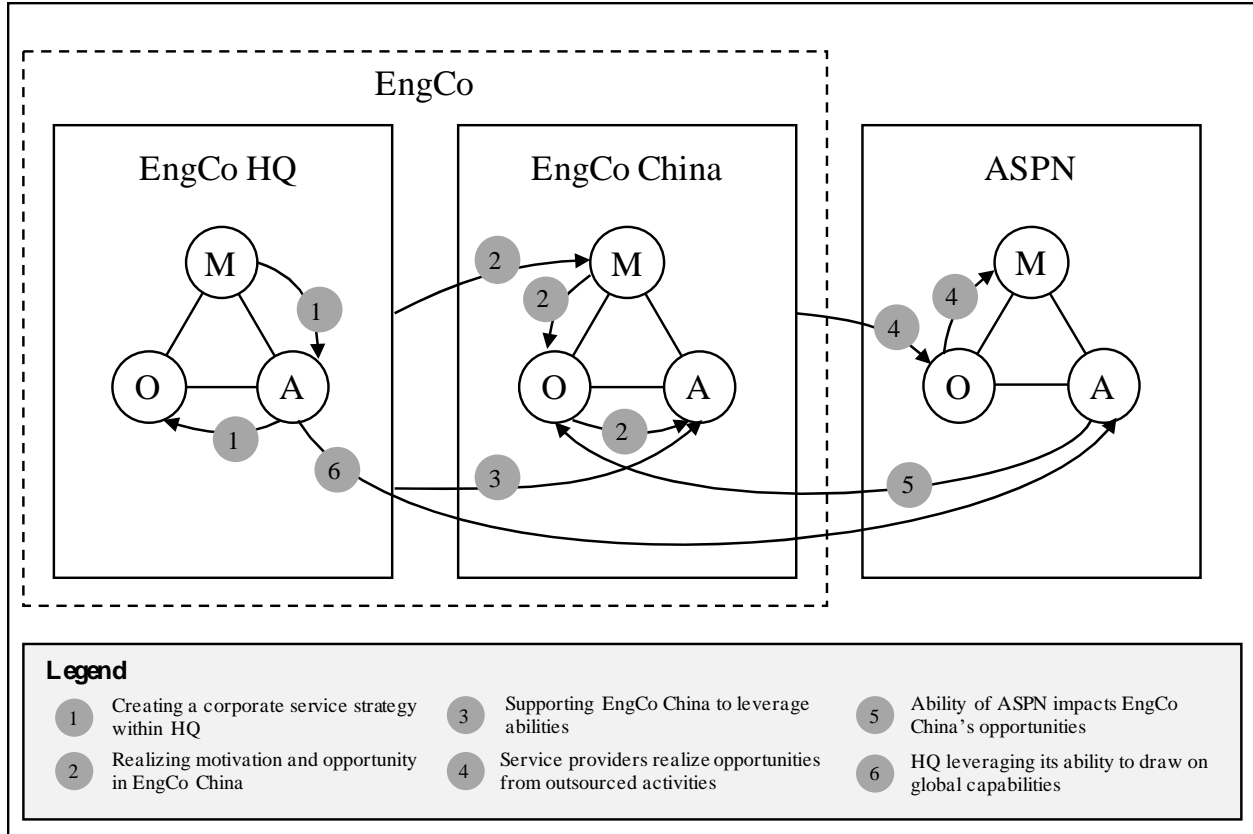 EngCo
EngCo HQ
EngCo China
ASPN
M
O
A
1
1
6
M
O
A
2
2
2
3
M
O
A
4
4
5
Legend
1
Creating a corporate service strategy
within HQ
2
Realizing motivation and opportunity
in EngCo China
3
Supporting EngCo China to leverage
abilities
4
Service providers realize opportunities
from outsourced activities
5
Ability of ASPN impacts EngCo
China's opportunities
6
HQ leveraging its ability to draw on
global capabilities